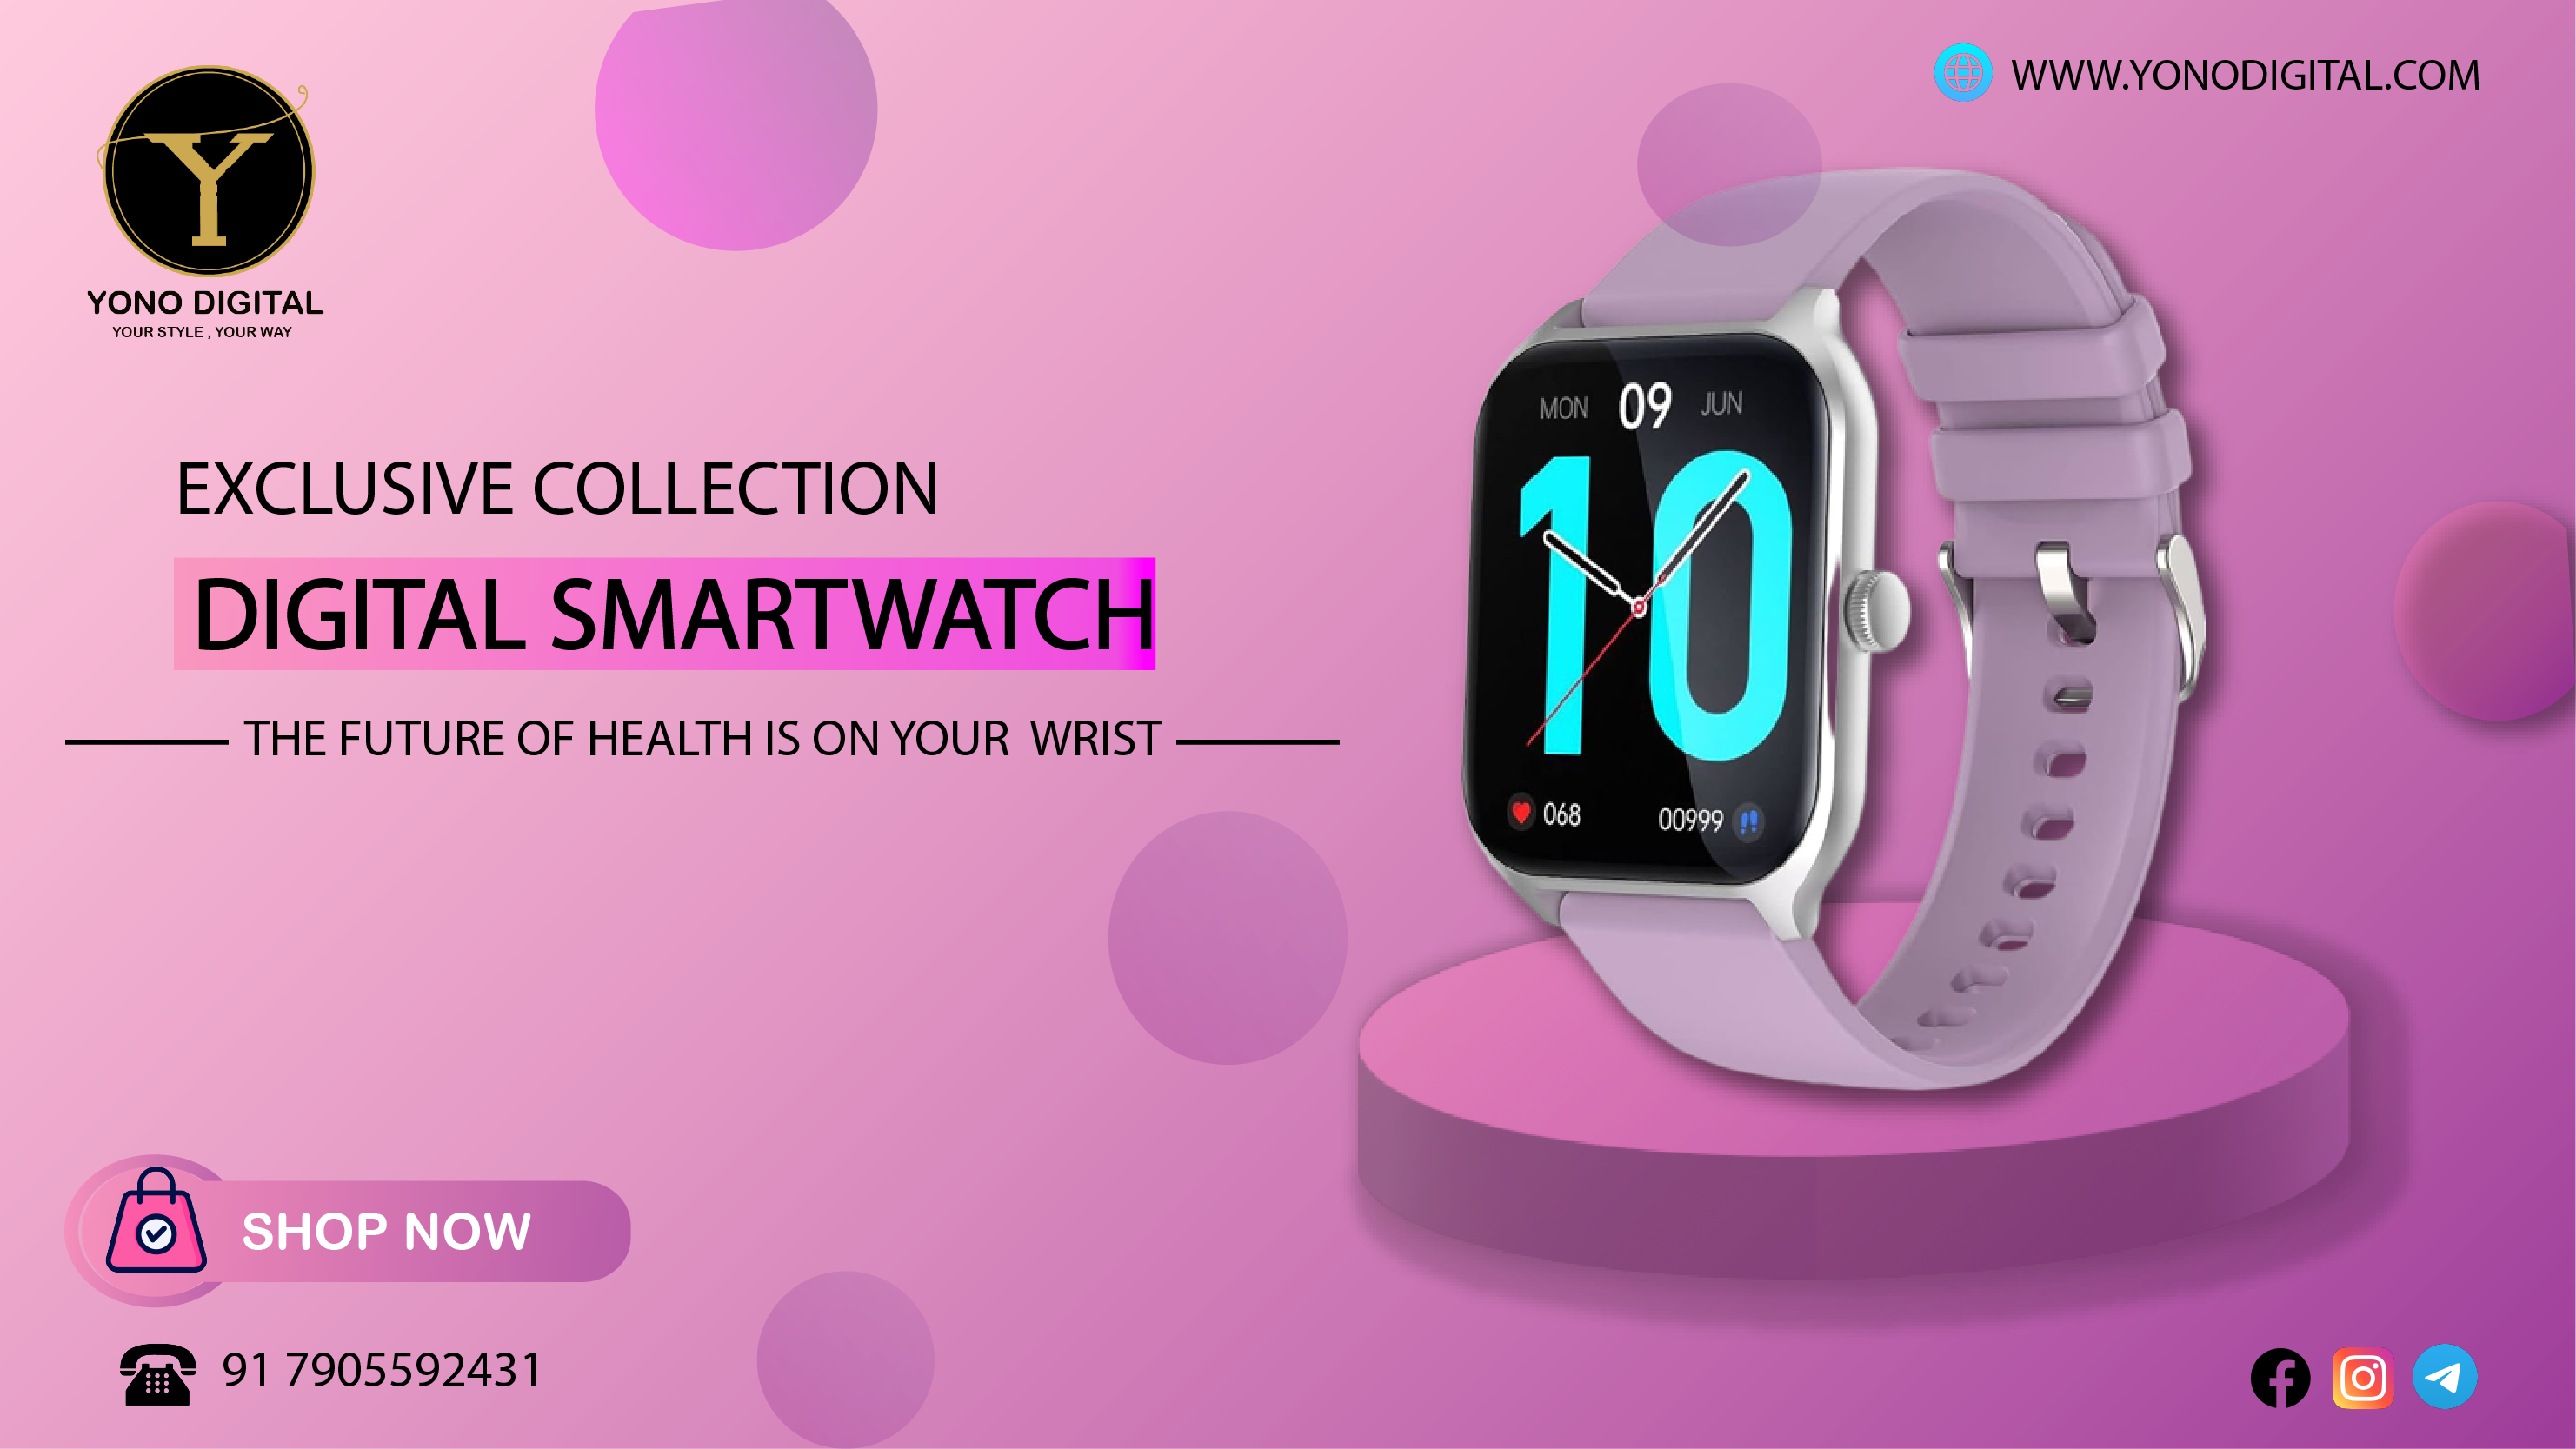 WWW.YONODIGITAL.COM
Y
YONO DIGITAL
YOUR STYLE , YOUR WAY
EXCLUSIVE COLLECTION
DIGITAL SMARTWATCH
THE FUTURE OF HEALTH IS ON YOUR  WRIST
MON 09 JUN
10
068 00999
SHOP NOW
91 7905592431